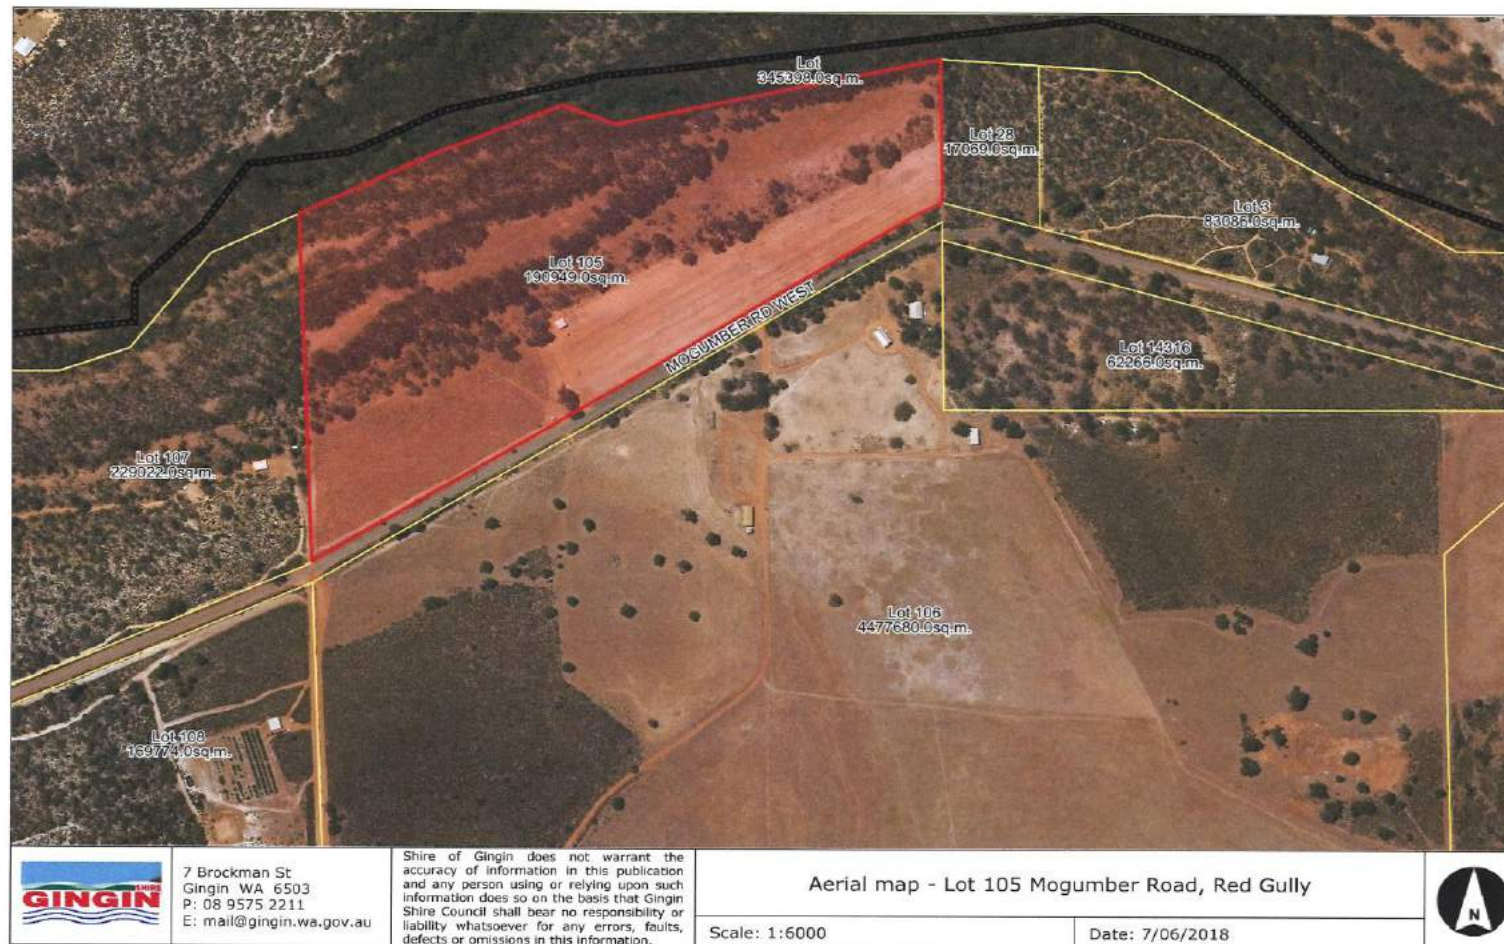 Lot
345398.0sq.m.
Lot 28
17069.0sq.m.
Lot 3
83086.0sq.m.
Lot 105
190949.0sq.m.
MOGUMBER RD WEST
Lot 14316
62266.0sq.m.
Lot 107
229022.0sq.m.
Lot 106
4477680.0sq.m.
Lot 108
169774.0sq.m.
SHIRE
GINGIN
7 Brockman St
Gingin WA 6503
P: 08 9575 2211
E: mail@gingin.wa.gov.au
Shire of Gingin does not warrant the
accuracy of information in this publication
and any person using or relying upon such
information does so on the basis that Gingin
Shire Council shall bear no responsibility or
liability whatsoever for any errors, faults,
defects or omissions in this information.
Aerial map - Lot 105 Mogumber Road, Red Gully
Scale: 1:6000
Date: 7/06/2018
N